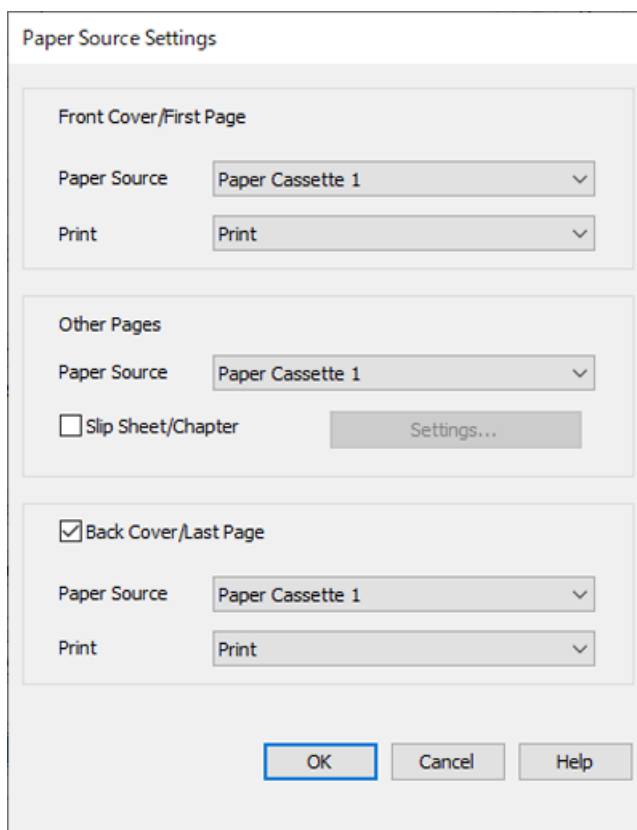 Paper Source Settings
Front Cover/First Page
Paper Source Paper Cassette 1
Print Print
Other Pages
Paper Source Paper Cassette 1
Slip Sheet/Chapter Settings...
Back Cover/Last Page
Paper Source Paper Cassette 1
Print Print
OK Cancel Help